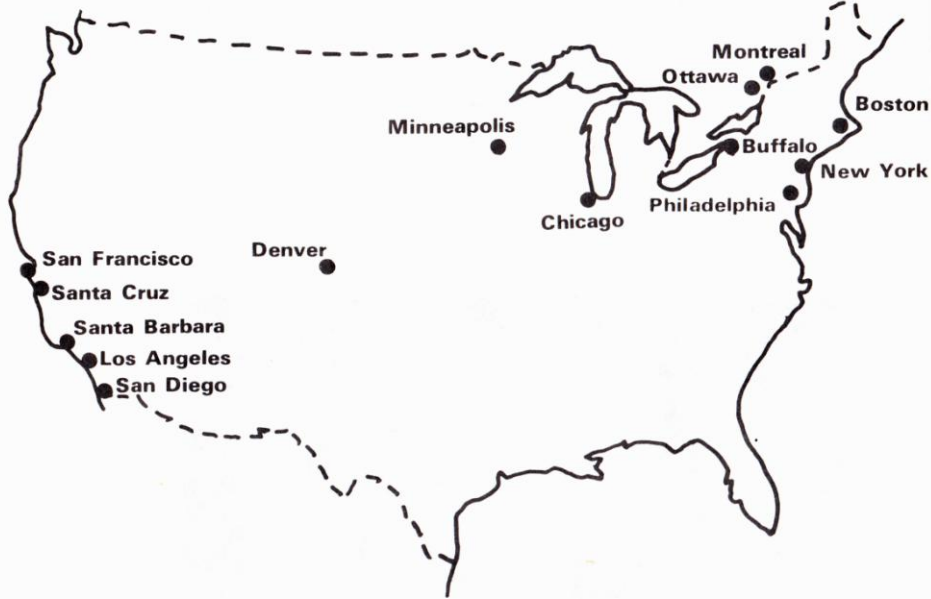 Montreal
Ottawa
Boston
Minneapolis
Buffalo
New York
Philadelphia
Chicago
Denver
San Francisco
Santa Cruz
Santa Barbara
Los Angeles
San Diego